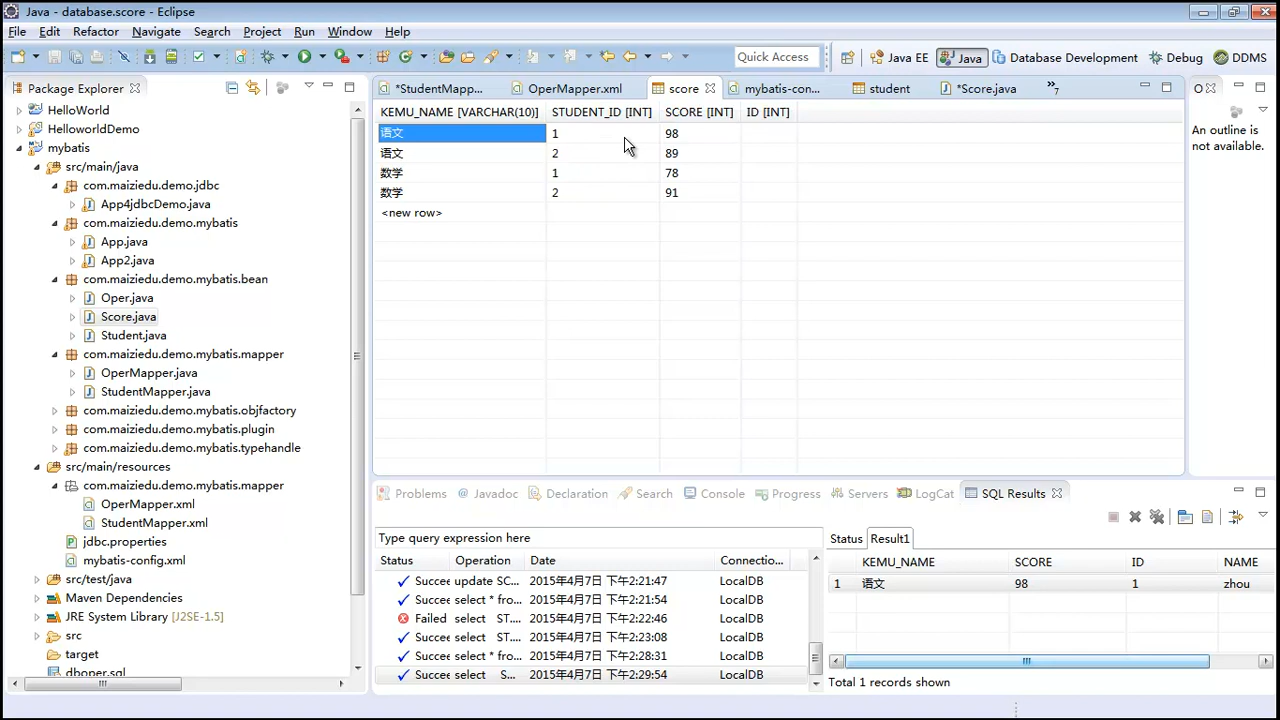 Java - database.score - Eclipse
File Edit Refactor Navigate Search Project Run Window Help
Quick Access Java EE Java Database Development Debug DDMS
Package Explorer
*StudentMapp... OperMapper.xml score mybatis-con... student *Score.java »7
O
HelloWorld
HelloworldDemo
mybatis
src/main/java
com.maiziedu.demo.jdbc
App4jdbcDemo.java
com.maiziedu.demo.mybatis
App.java
App2.java
com.maiziedu.demo.mybatis.bean
Oper.java
Score.java
Student.java
com.maiziedu.demo.mybatis.mapper
OperMapper.java
StudentMapper.java
com.maiziedu.demo.mybatis.objfactory
com.maiziedu.demo.mybatis.plugin
com.maiziedu.demo.mybatis.typehandle
src/main/resources
com.maiziedu.demo.mybatis.mapper
OperMapper.xml
StudentMapper.xml
jdbc.properties
mybatis-config.xml
src/test/java
Maven Dependencies
JRE System Library [J2SE-1.5]
src
target
dboper.sql
KEMU_NAME [VARCHAR(10)] STUDENT_ID [INT] SCORE [INT] ID [INT]
语文 1 98
语文 2 89
数学 1 78
数学 2 91
<new row>
An outline is
not available.
Problems Javadoc Declaration Search Console Progress Servers LogCat SQL Results
Type query expression here
Status Operation Date Connectio...
Succe update SC... 2015年4月7日 下午2:21:47 LocalDB
Succe select * fro... 2015年4月7日 下午2:21:54 LocalDB
Failed select ST.... 2015年4月7日 下午2:22:46 LocalDB
Succe select ST.... 2015年4月7日 下午2:23:08 LocalDB
Succe select * fro... 2015年4月7日 下午2:28:31 LocalDB
Succe select S... 2015年4月7日 下午2:29:54 LocalDB
Status Result1
KEMU_NAME SCORE ID NAME
1 语文 98 1 zhou
Total 1 records shown